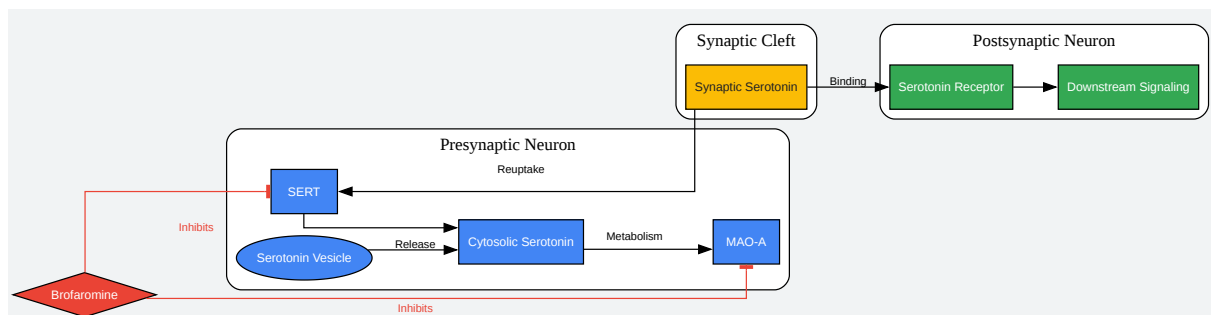 Synaptic Cleft
Postsynaptic Neuron
Synaptic Serotonin
Binding
Serotonin Receptor
Downstream Signaling
Presynaptic Neuron
Reuptake
SERT
Inhibits
Cytosolic Serotonin
Metabolism
MAO-A
Release
Serotonin Vesicle
Brofaromine
Inhibits